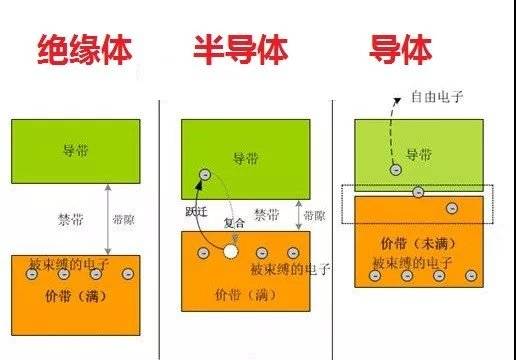 绝缘体
半导体
导体
导带
禁带
带隙
被束缚的电子
价带（满）
导带
跃迁
复合
禁带
带隙
被束缚的电子
价带（满）
自由电子
导带
价带（未满）
被束缚的电子